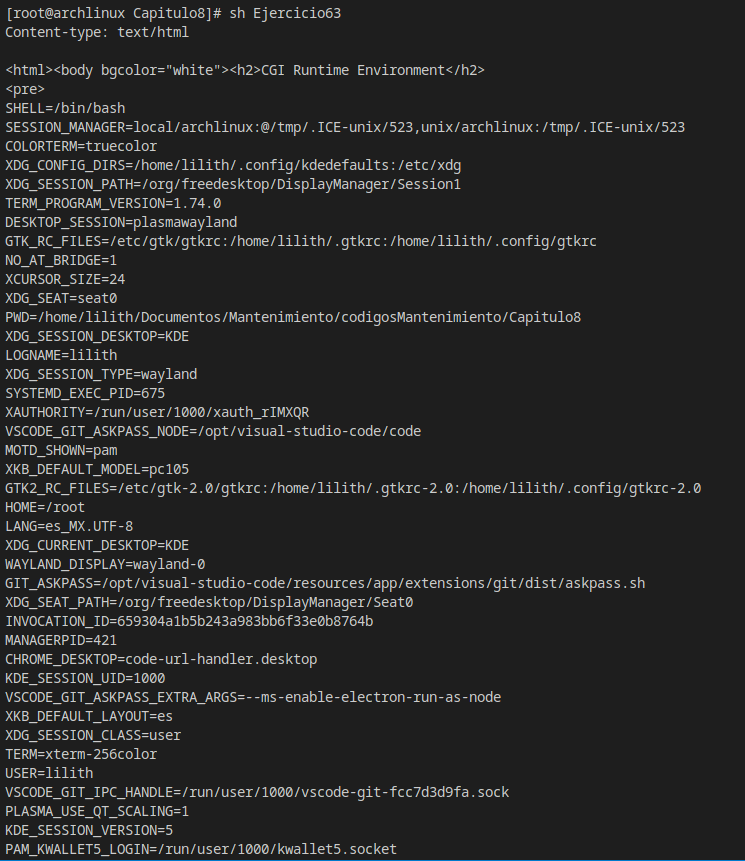 [root@archlinux Capitulo8]# sh Ejercicio63
Content-type: text/html
<html><body bgcolor="white"><h2>CGI Runtime Environment</h2>
<pre>
SHELL=/bin/bash
SESSION_MANAGER=local/archlinux:@/tmp/.ICE-unix/523,unix/archlinux:/tmp/.ICE-unix/523
COLORTERM=truecolor
XDG_CONFIG_DIRS=/home/lilith/.config/kdedefaults:/etc/xdg
XDG_SESSION_PATH=/org/freedesktop/DisplayManager/Session1
TERM_PROGRAM_VERSION=1.74.0
DESKTOP_SESSION=plasmawayland
GTK_RC_FILES=/etc/gtk/gtkrc:/home/lilith/.gtkrc:/home/lilith/.config/gtkrc
NO_AT_BRIDGE=1
XCURSOR_SIZE=24
XDG_SEAT=seat0
PWD=/home/lilith/Documentos/Mantenimiento/codigosMantenimiento/Capitulo8
XDG_SESSION_DESKTOP=KDE
LOGNAME=lilith
XDG_SESSION_TYPE=wayland
SYSTEMD_EXEC_PID=675
XAUTHORITY=/run/user/1000/xauth_rIMXQR
VSCODE_GIT_ASKPASS_NODE=/opt/visual-studio-code/code
MOTD_SHOWN=pam
XKB_DEFAULT_MODEL=pc105
GTK2_RC_FILES=/etc/gtk-2.0/gtkrc:/home/lilith/.gtkrc-2.0:/home/lilith/.config/gtkrc-2.0
HOME=/root
LANG=es_MX.UTF-8
XDG_CURRENT_DESKTOP=KDE
WAYLAND_DISPLAY=wayland-0
GIT_ASKPASS=/opt/visual-studio-code/resources/app/extensions/git/dist/askpass.sh
XDG_SEAT_PATH=/org/freedesktop/DisplayManager/Seat0
INVOCATION_ID=659304a1b5b243a983bb6f33e0b8764b
MANAGERPID=421
CHROME_DESKTOP=code-url-handler.desktop
KDE_SESSION_UID=1000
VSCODE_GIT_ASKPASS_EXTRA_ARGS=--ms-enable-electron-run-as-node
XKB_DEFAULT_LAYOUT=es
XDG_SESSION_CLASS=user
TERM=xterm-256color
USER=lilith
VSCODE_GIT_IPC_HANDLE=/run/user/1000/vscode-git-fcc7d3d9fa.sock
PLASMA_USE_QT_SCALING=1
KDE_SESSION_VERSION=5
PAM_KWALLET5_LOGIN=/run/user/1000/kwallet5.socket